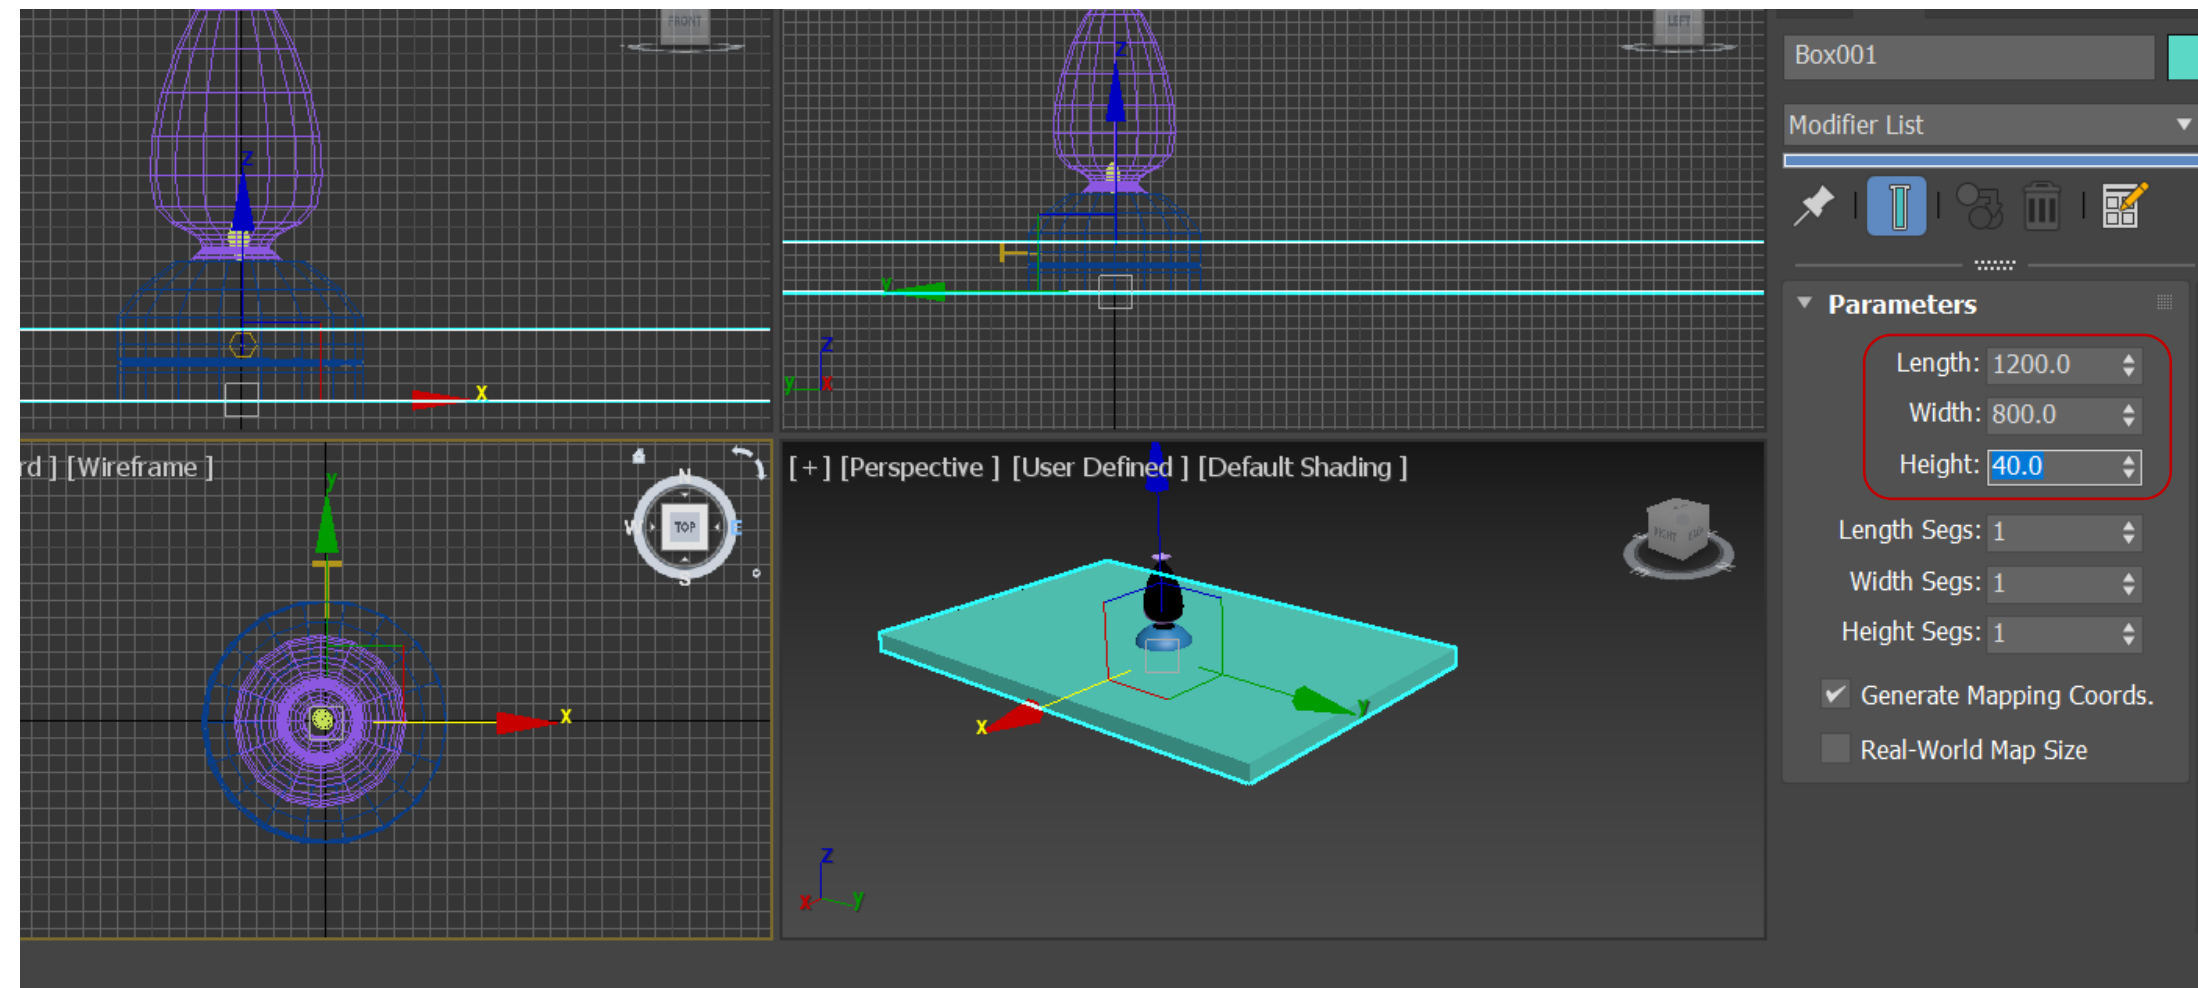 FRONT
LEFT
z
z
x
y
z
y
x
Box001
Modifier List
Parameters
Length: 1200.0
Width: 800.0
Height: 40.0
Length Segs: 1
Width Segs: 1
Height Segs: 1
Generate Mapping Coords.
Real-World Map Size
rd ] [Wireframe ]
y
N
W
TOP
E
S
x
[ + ] [Perspective ] [User Defined ] [Default Shading ]
RIGHT
x
y
z
x
y